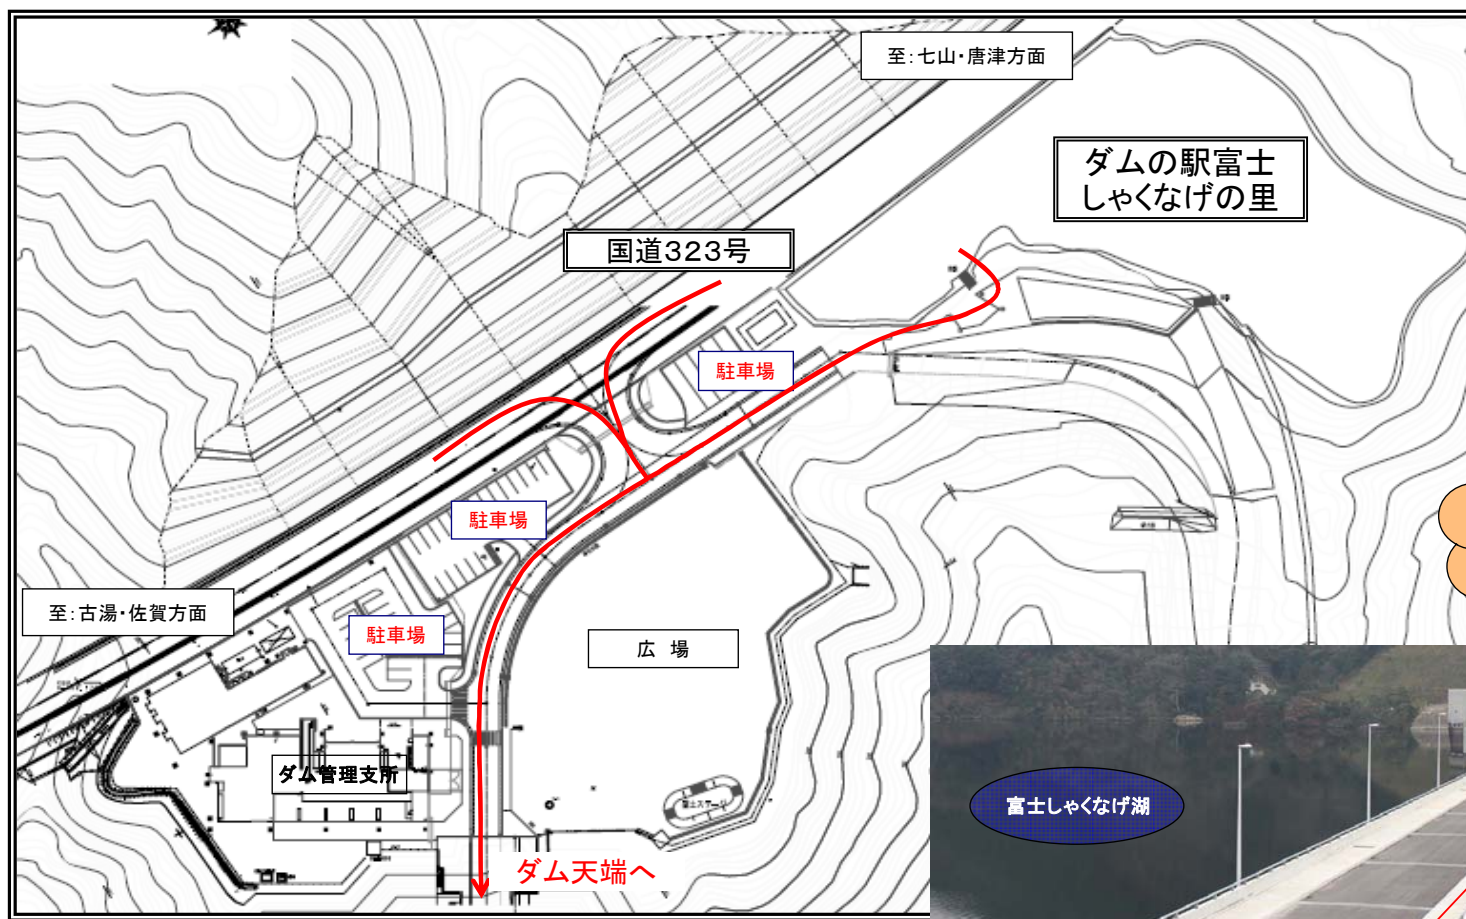 至:七山・唐津方面
ダムの駅富士
しゃくなげの里
国道323号
駐車場
駐車場
至:古湯・佐賀方面
駐車場
広 場
ダム管理支所
富士しゃくなげ湖
ダム天端へ